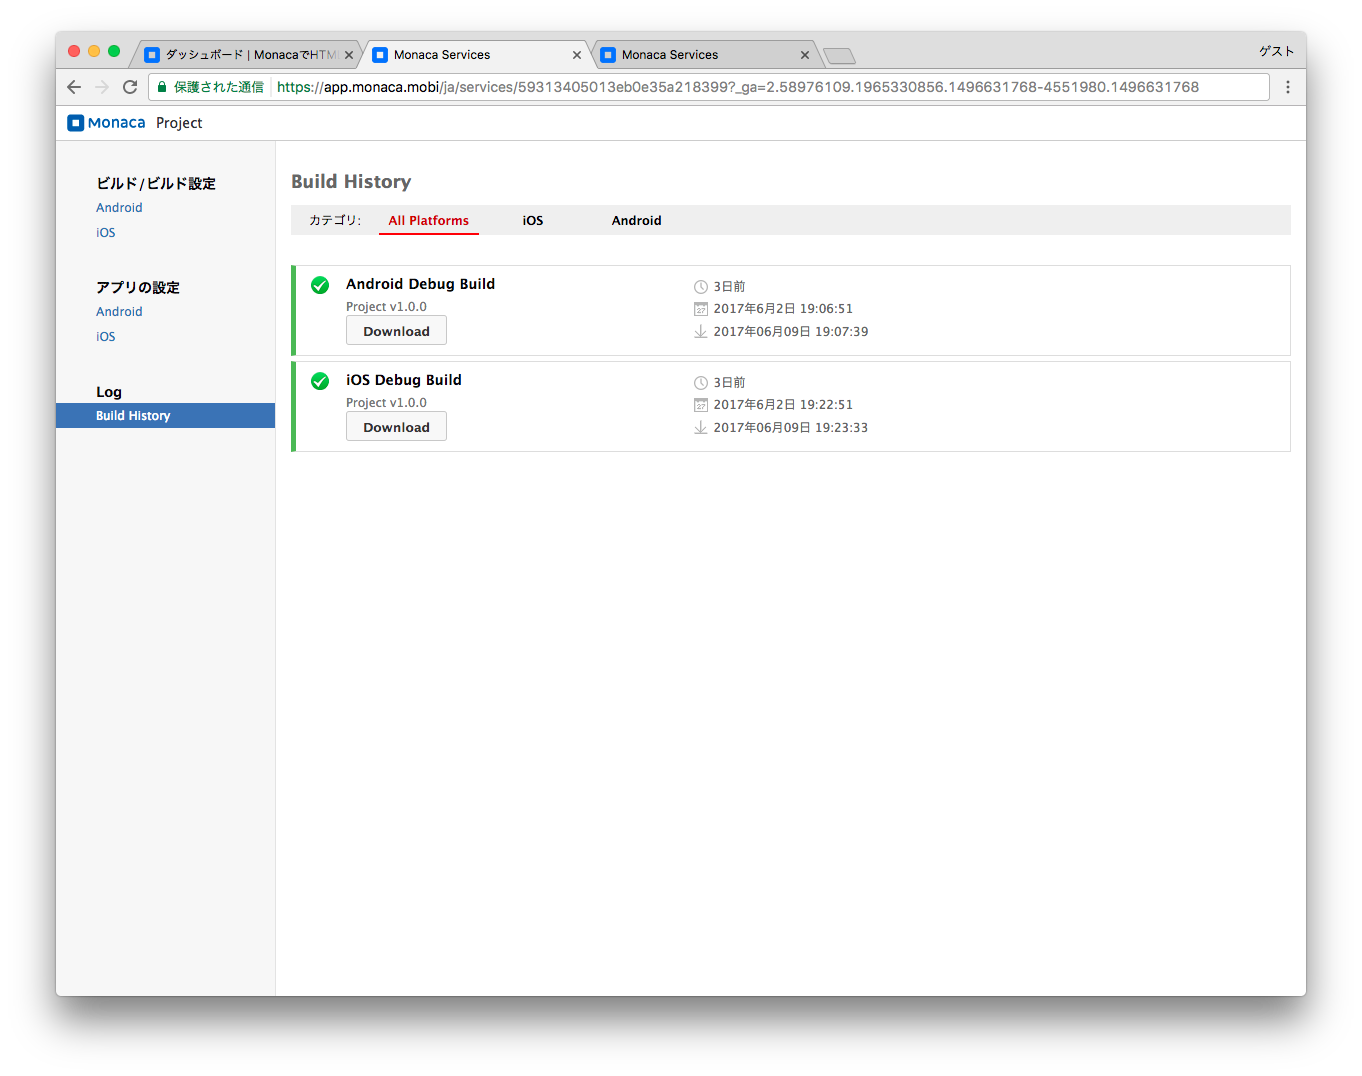 ダッシュボード | MonacaでHTM
Monaca Services
Monaca Services
ゲスト
保護された通信
https://app.monaca.mobi/ja/services/59313405013eb0e35a218399?_ga=2.58976109.1965330856.1496631768-4551980.1496631768
Monaca Project
ビルド/ビルド設定
Android
iOS
アプリの設定
Android
iOS
Log
Build History
Build History
カテゴリ: All Platforms iOS Android
Android Debug Build
Project v1.0.0
Download
3日前
27 2017年6月2日 19:06:51
2017年06月09日 19:07:39
iOS Debug Build
Project v1.0.0
Download
3日前
27 2017年6月2日 19:22:51
2017年06月09日 19:23:33